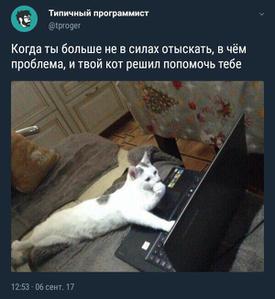 Типичный программист
@tproger
Когда ты больше не в силах отыскать, в чём
проблема, и твой кот решил попомочь тебе
12:53 · 06 сент. 17